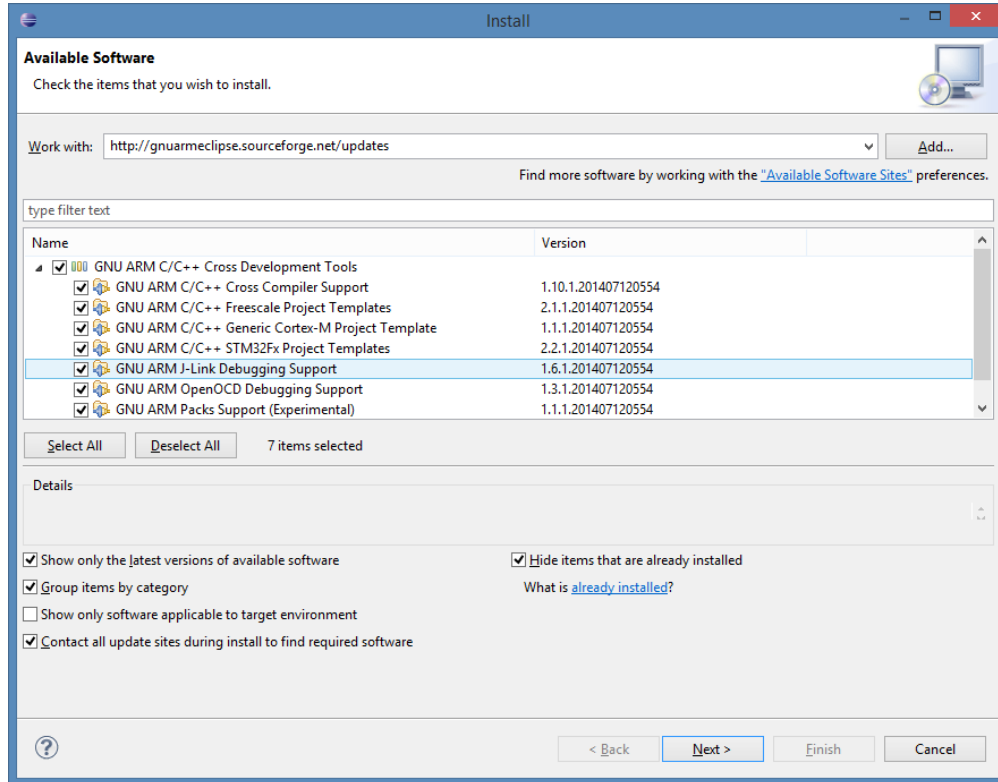 Install
Available Software
Check the items that you wish to install.
Work with: http://gnuarmeclipse.sourceforge.net/updates Add...
Find more software by working with the "Available Software Sites" preferences.
type filter text
Name Version
GNU ARM C/C++ Cross Development Tools
GNU ARM C/C++ Cross Compiler Support 1.10.1.201407120554
GNU ARM C/C++ Freescale Project Templates 2.1.1.201407120554
GNU ARM C/C++ Generic Cortex-M Project Template 1.1.1.201407120554
GNU ARM C/C++ STM32Fx Project Templates 2.2.1.201407120554
GNU ARM J-Link Debugging Support 1.6.1.201407120554
GNU ARM OpenOCD Debugging Support 1.3.1.201407120554
GNU ARM Packs Support (Experimental) 1.1.1.201407120554
Select All Deselect All 7 items selected
Details
Show only the latest versions of available software Hide items that are already installed
Group items by category What is already installed?
Show only software applicable to target environment
Contact all update sites during install to find required software
? < Back Next > Finish Cancel